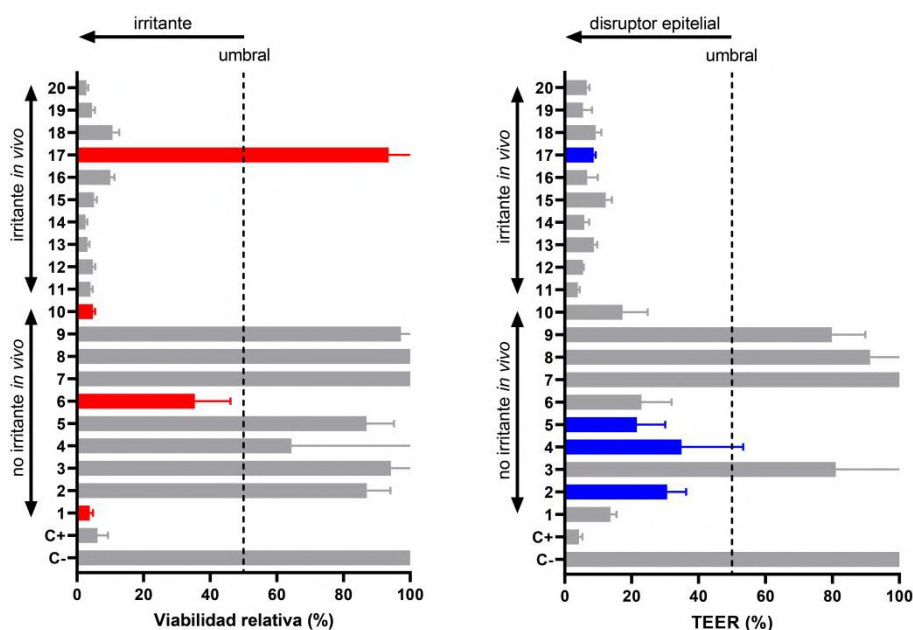 irritante
umbral
irritante in vivo
no irritante in vivo
20
19
18
17
16
15
14
13
12
11
10
9
8
7
6
5
4
3
2
1
C+
C-
0 20 40 60 80 100
Viabilidad relativa (%)
disruptor epitelial
umbral
irritante in vivo
no irritante in vivo
20
19
18
17
16
15
14
13
12
11
10
9
8
7
6
5
4
3
2
1
C+
C-
0 20 40 60 80 100
TEER (%)